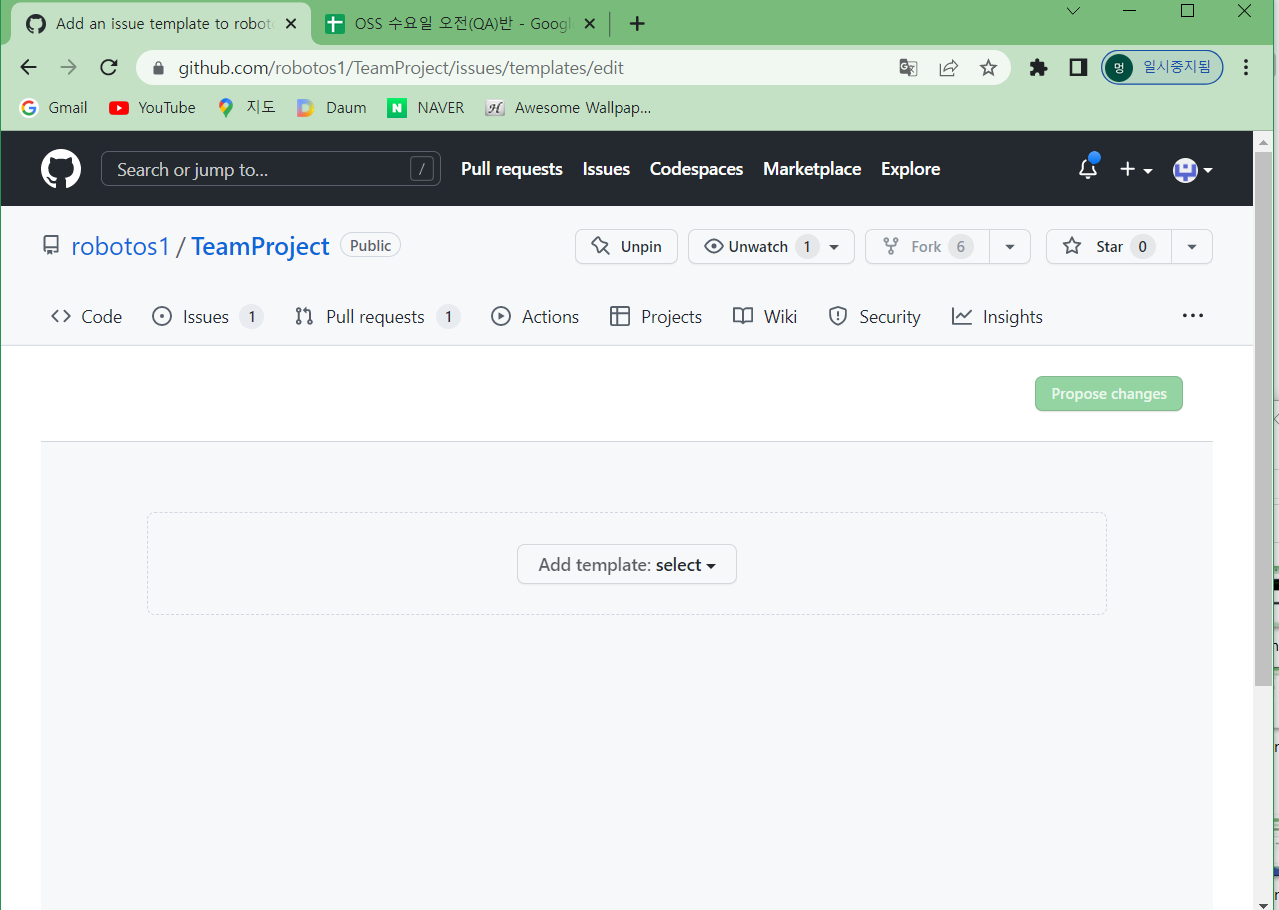 Add an issue template to robot
OSS 수요일 오전(QA)반 - Googl
github.com/robotos1/TeamProject/issues/templates/edit
멍 일시중지됨
Gmail YouTube 지도 Daum NAVER Awesome Wallpap...
Search or jump to... / Pull requests Issues Codespaces Marketplace Explore
robotos1 / TeamProject Public Unpin Unwatch 1 Fork 6 Star 0
Code Issues 1 Pull requests 1 Actions Projects Wiki Security Insights
Propose changes
Add template: select